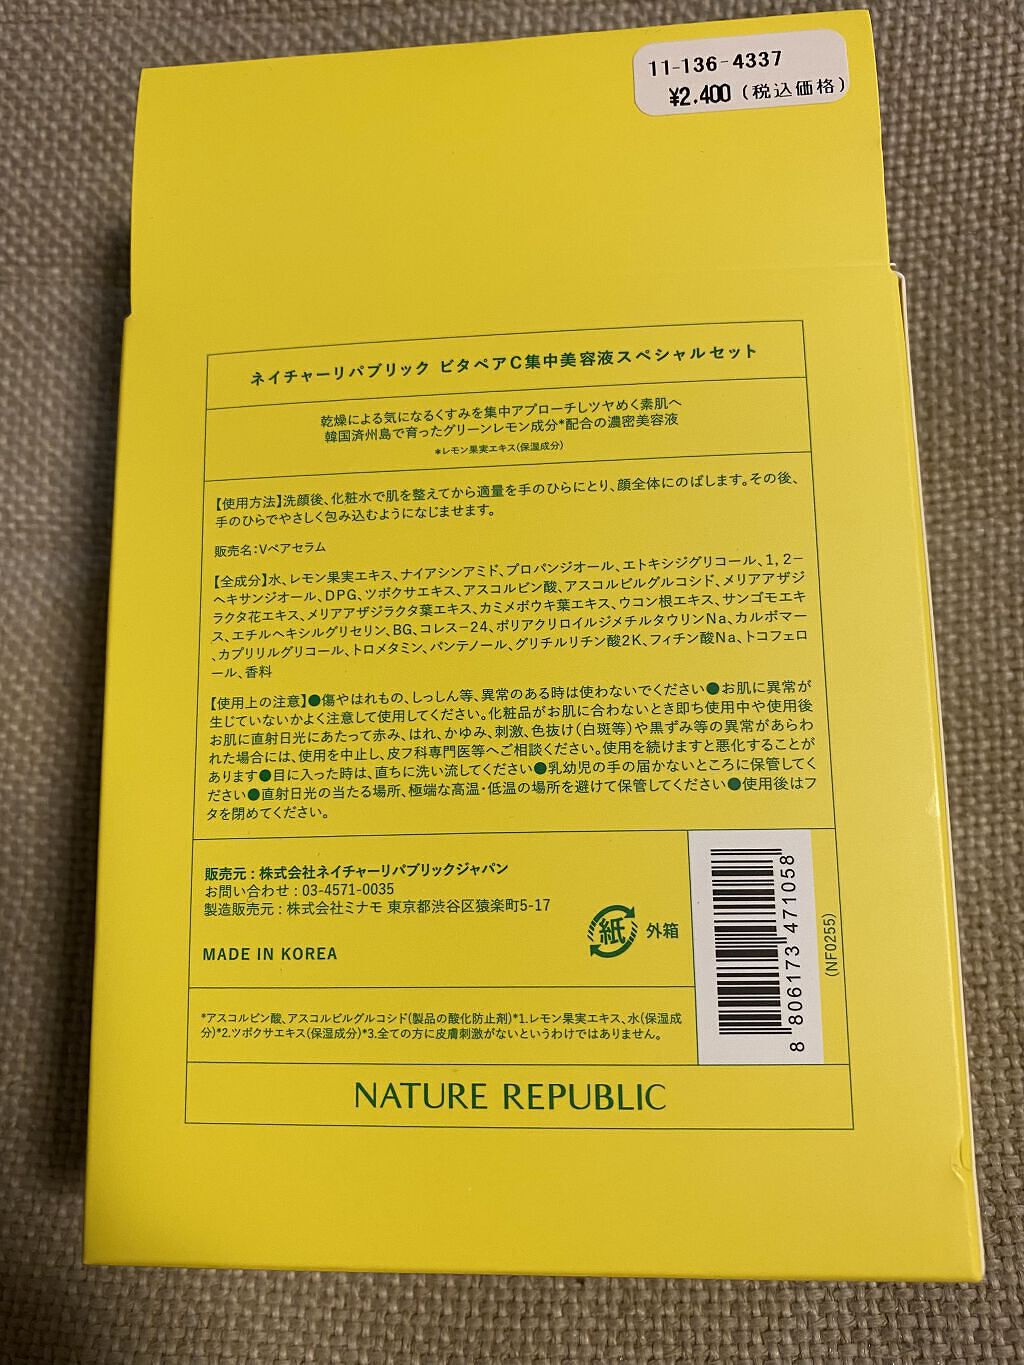 11-136-4337
¥2.400(税込価格)
ネイチャーリパブリック ビタペアC集中美容液スペシャルセット
乾燥による気になるくすみを集中アプローチしツヤめく素肌へ
韓国済州島で育ったグリーンレモン成分*配合の濃密美容液
*レモン果実エキス(保湿成分)
【使用方法】洗顔後、化粧水で肌を整えてから適量を手のひらにとり、顔全体にのばします。その後、
手のひらでやさしく包み込むようになじませます。
販売名:Vペアセラム
【全成分】水、レモン果実エキス、ナイアシンアミド、プロパンジオール、エトキシジグリコール、1,2-
ヘキサンジオール、DPG、ツボクサエキス、アスコルビン酸、アスコルビルグルコシド、メリアアザジ
ラクタ花エキス、メリアアザジラクタ葉エキス、カミメボウキ葉エキス、ウコン根エキス、サンゴモエキ
ス、エチルヘキシルグリセリン、BG、コレス-24、ポリアクリロイルジメチルタウリンNa、カルボマー
、カプリリルグリコール、トロメタミン、パンテノール、グリチルリチン酸2K、フィチン酸Na、トコフェロ
ール、香料
【使用上の注意】●傷やはれもの、しっしん等、異常のある時は使わないでください●お肌に異常が
生じていないかよく注意して使用してください。化粧品がお肌に合わないとき即ち使用中や使用後
お肌に直射日光にあたって赤み、はれ、かゆみ、刺激、色抜け(白斑等)や黒ずみ等の異常があらわ
れた場合には、使用を中止し、皮フ科専門医等へご相談ください。使用を続けますと悪化することが
あります●目に入った時は、直ちに洗い流してください●乳幼児の手の届かないところに保管してく
ださい●直射日光の当たる場所、極端な高温・低温の場所を避けて保管してください●使用後はフ
タを閉めてください。
販売元:株式会社ネイチャーリパブリックジャパン
お問い合わせ:03-4571-0035
製造販売元:株式会社ミナモ 東京都渋谷区猿楽町5-17
紙 外箱
MADE IN KOREA
8 806173 471058
(NF0255)
*アスコルビン酸、アスコルビルグルコシド(製品の酸化防止剤)*1.レモン果実エキス、水(保湿成
分)*2.ツボクサエキス(保湿成分)*3.全ての方に皮膚刺激がないというわけではありません。
NATURE REPUBLIC